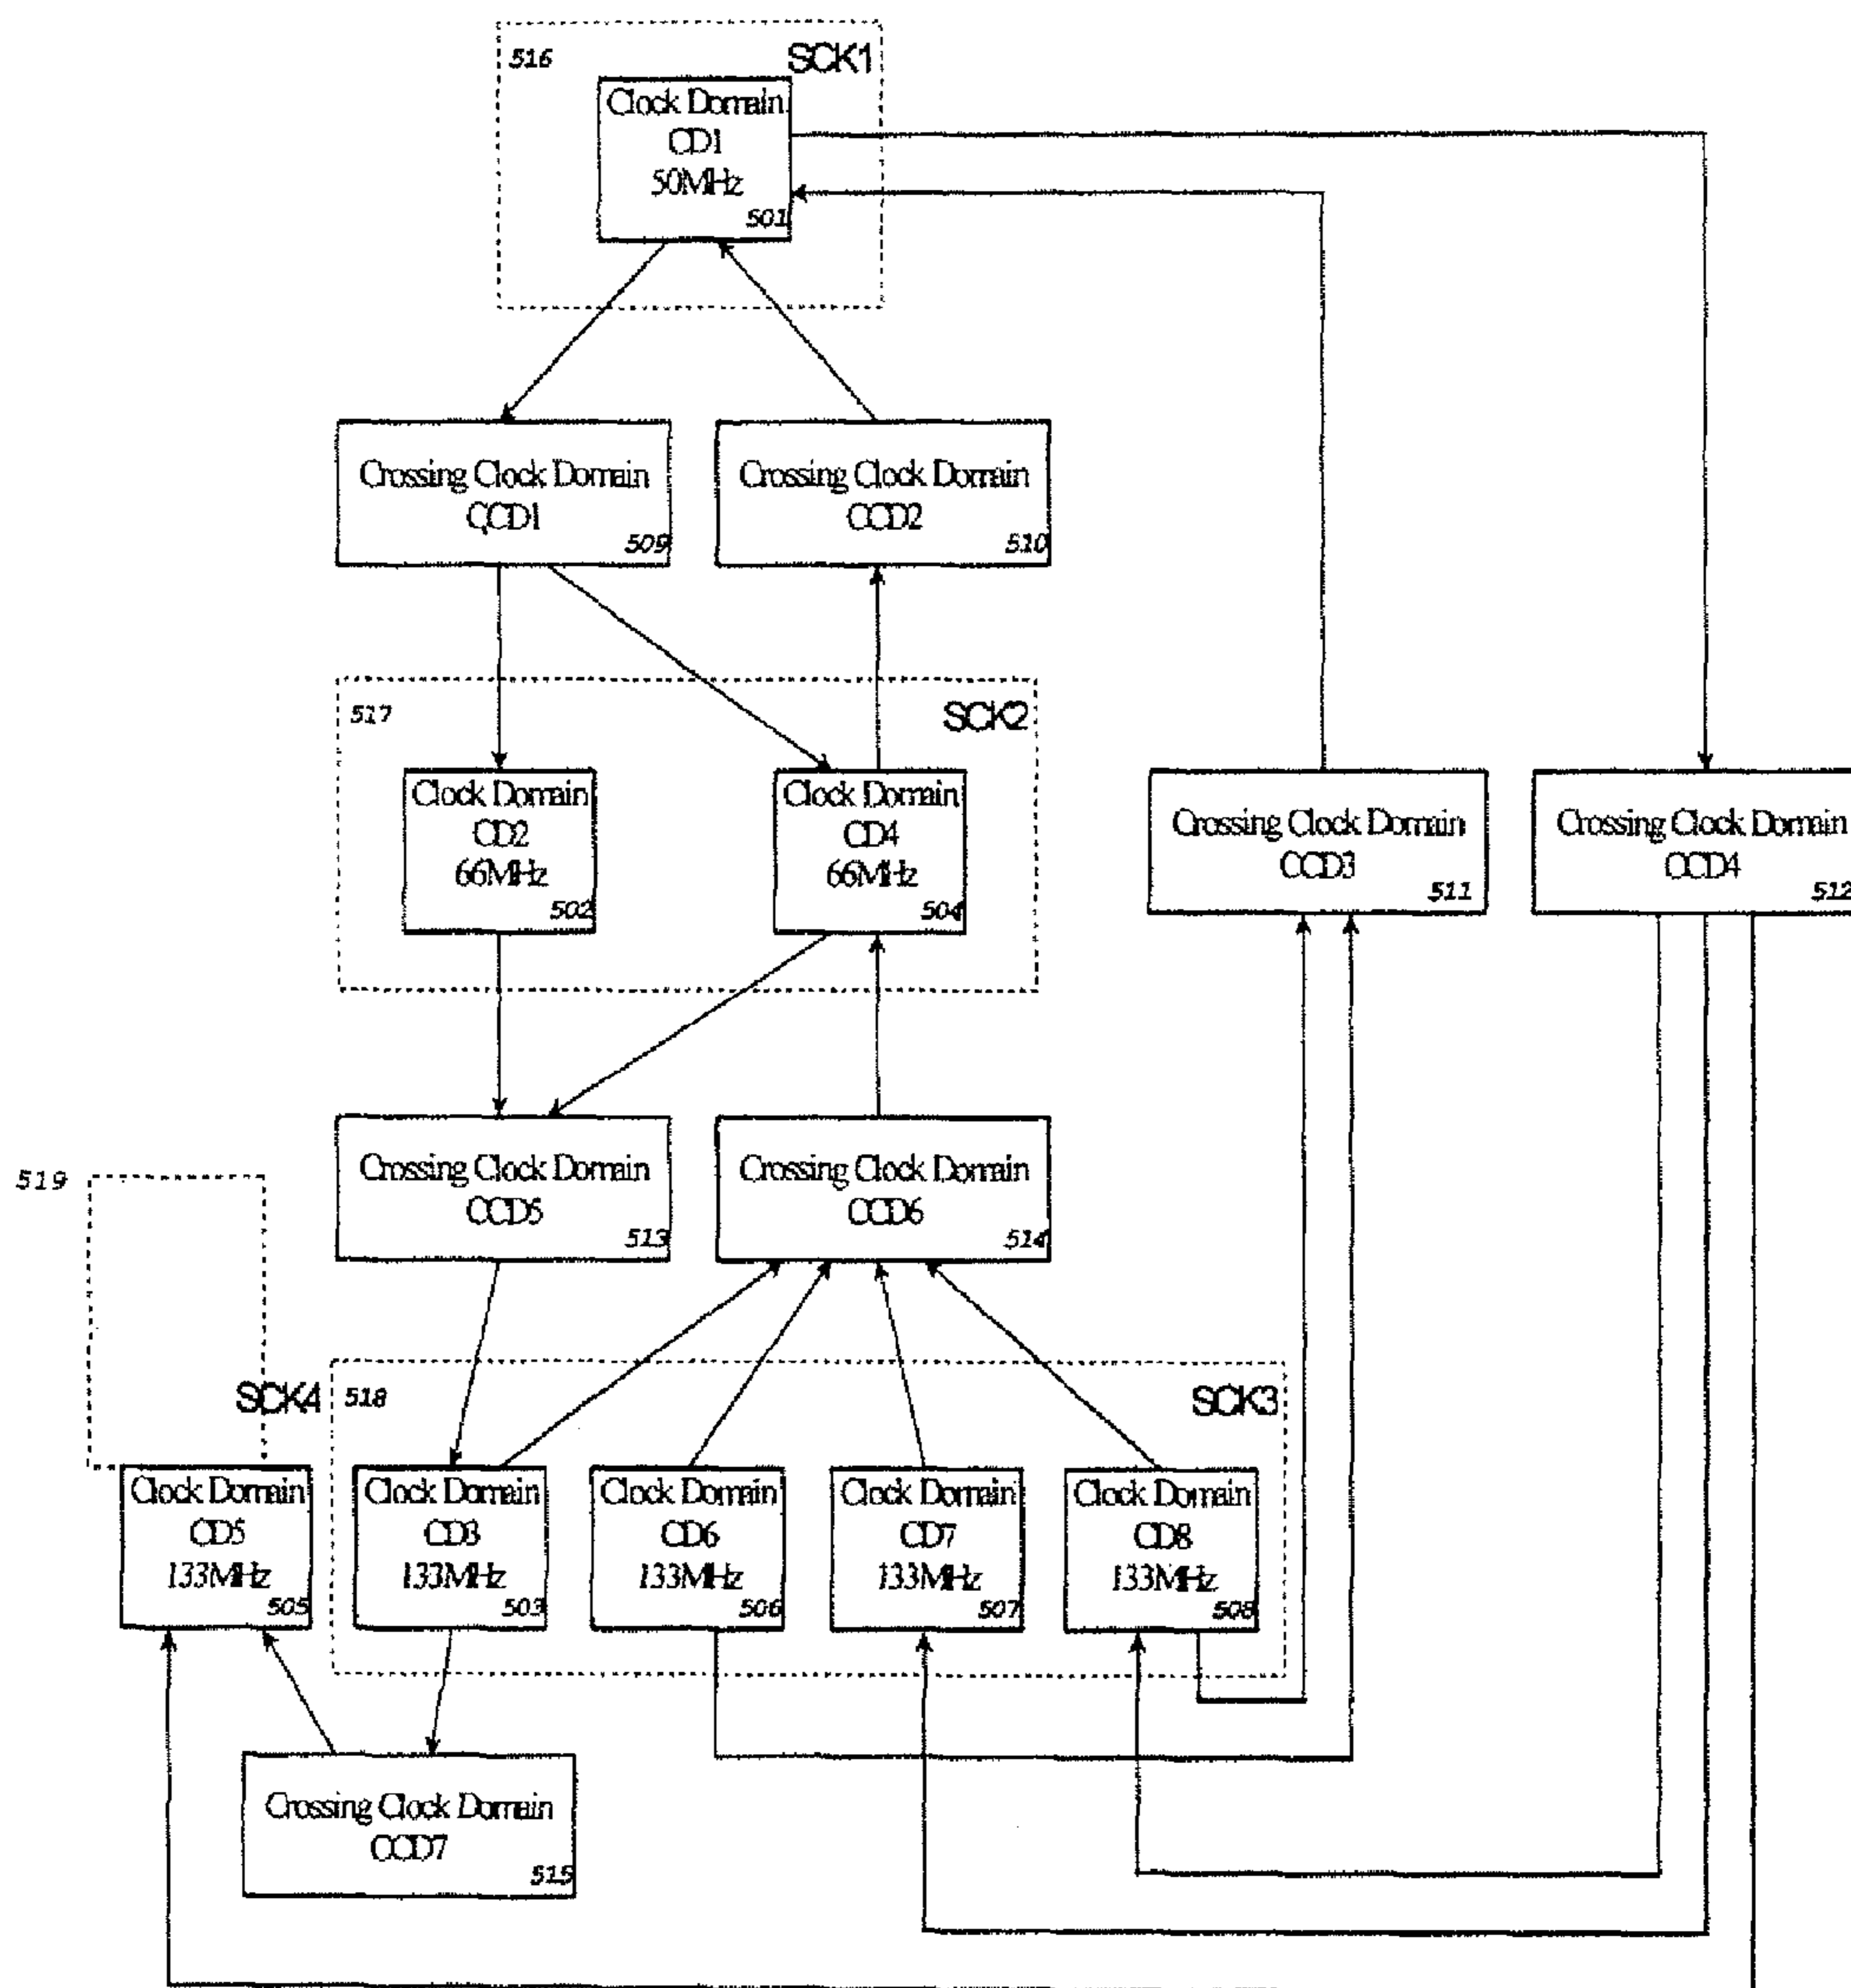 516
SCK1
Clock Domain
CD1
50MHz
501
Crossing Clock Domain
CCD1
509
Crossing Clock Domain
CCD2
510
517
SCK2
Clock Domain
CD2
66MHz
502
Clock Domain
CD4
66MHz
504
Crossing Clock Domain
CCD3
511
Crossing Clock Domain
CCD4
512
Crossing Clock Domain
CCD5
513
Crossing Clock Domain
CCD6
514
519
SCK4
518
SCK3
Clock Domain
CD5
133MHz
505
Clock Domain
CD3
133MHz
503
Clock Domain
CD6
133MHz
506
Clock Domain
CD7
133MHz
507
Clock Domain
CD8
133MHz
508
Crossing Clock Domain
CCD7
515